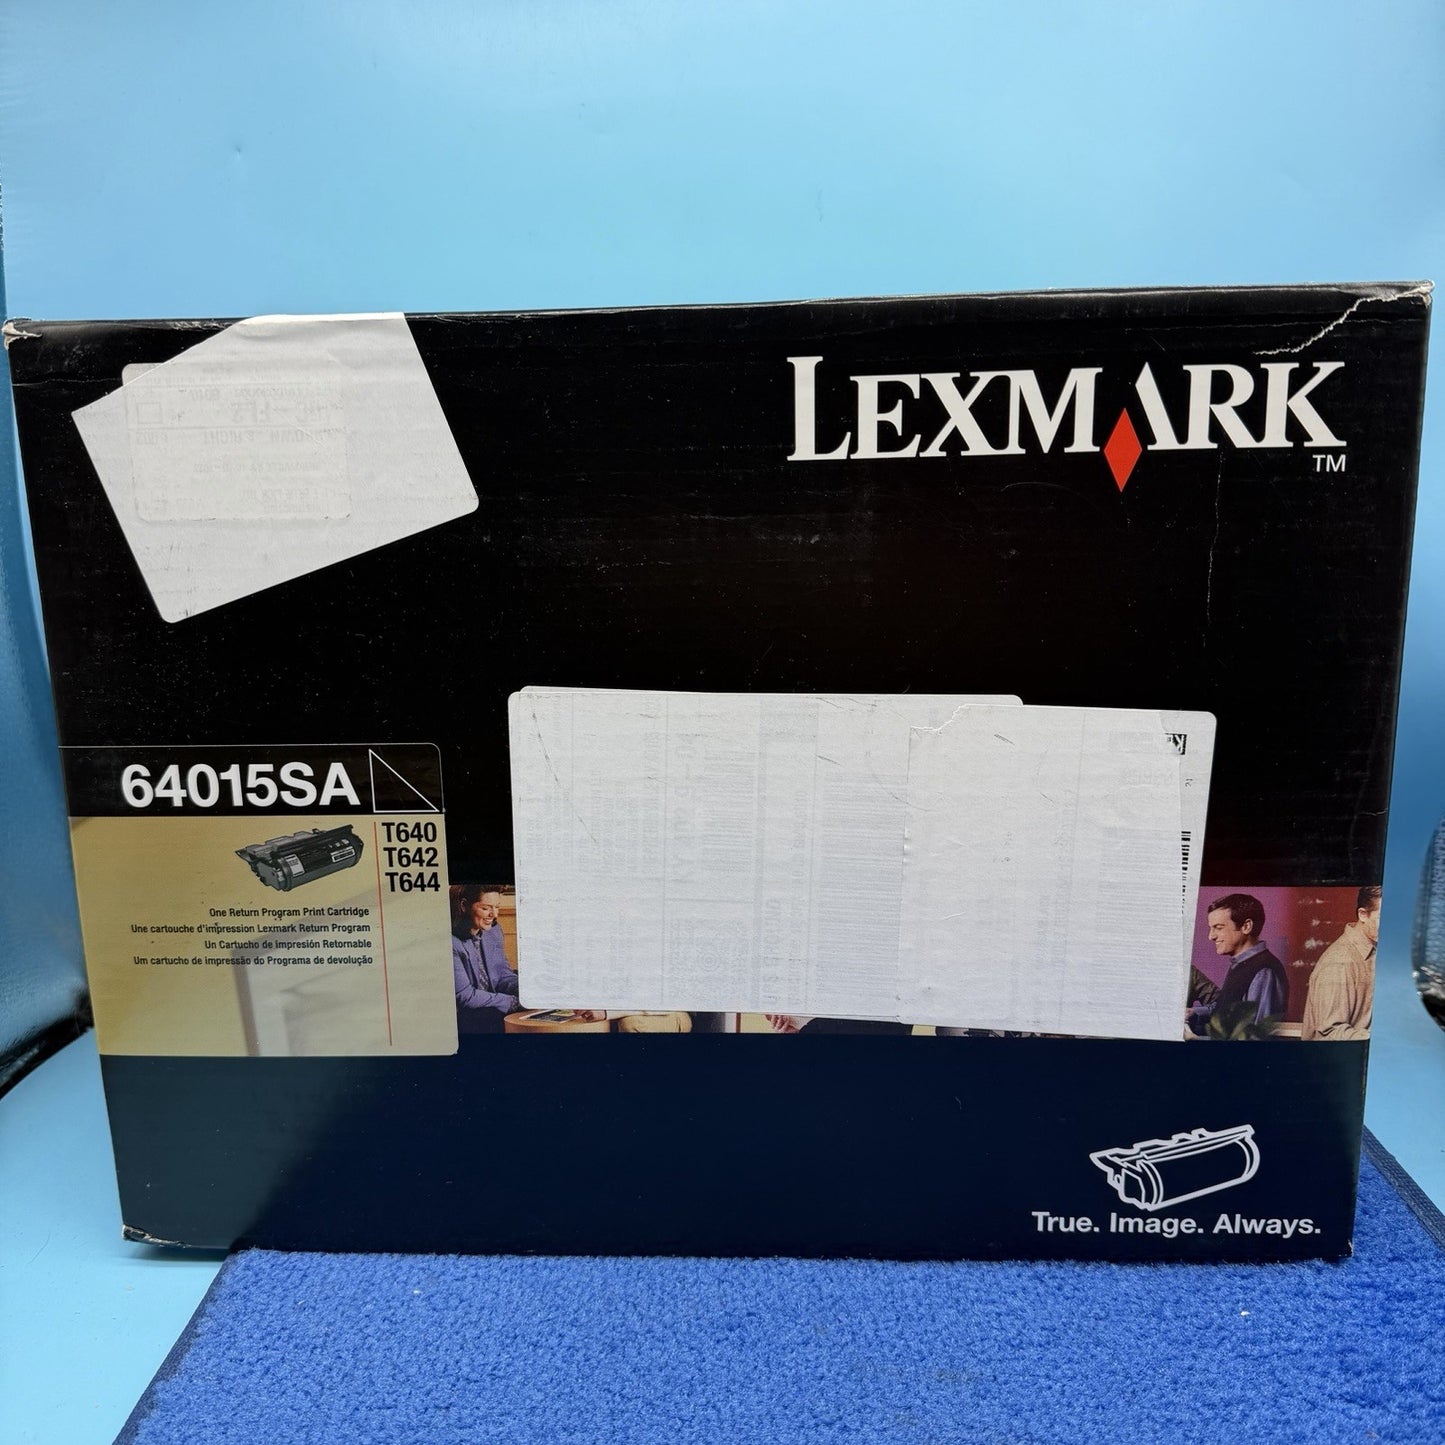 LEXMARK
TM
64015SA
T640
T642
T644
One Return Program Print Cartridge
Une cartouche d'impression Lexmark Return Program
Un Cartucho de Impresión Retornable
Um cartucho de impressão do Programa de devolução
True. Image. Always.